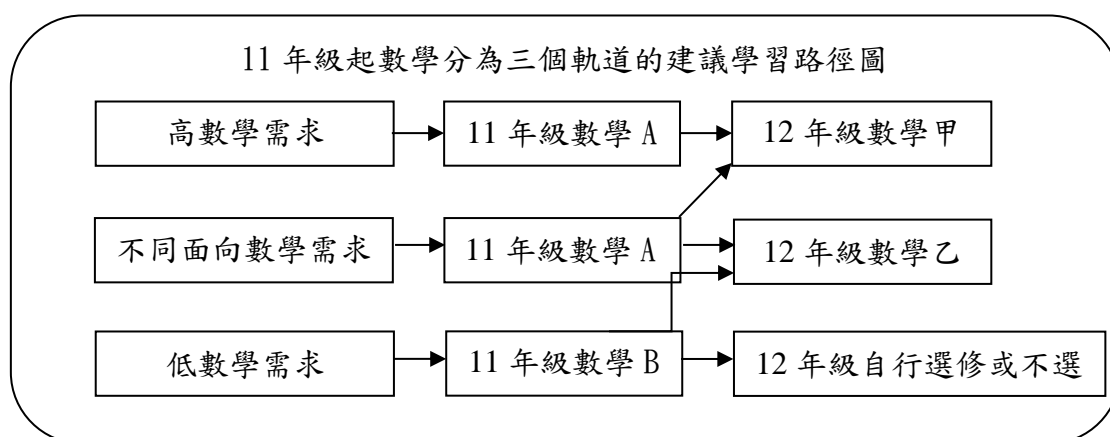 11 年級起數學分為三個軌道的建議學習路徑圖
高數學需求
11 年級數學 A
12 年級數學甲
不同面向數學需求
11 年級數學 A
12 年級數學乙
低數學需求
11 年級數學 B
12 年級自行選修或不選